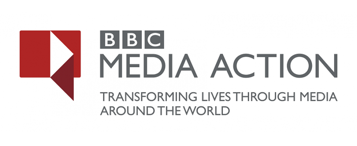 BBC
MEDIA ACTION
TRANSFORMING LIVES THROUGH MEDIA
AROUND THE WORLD